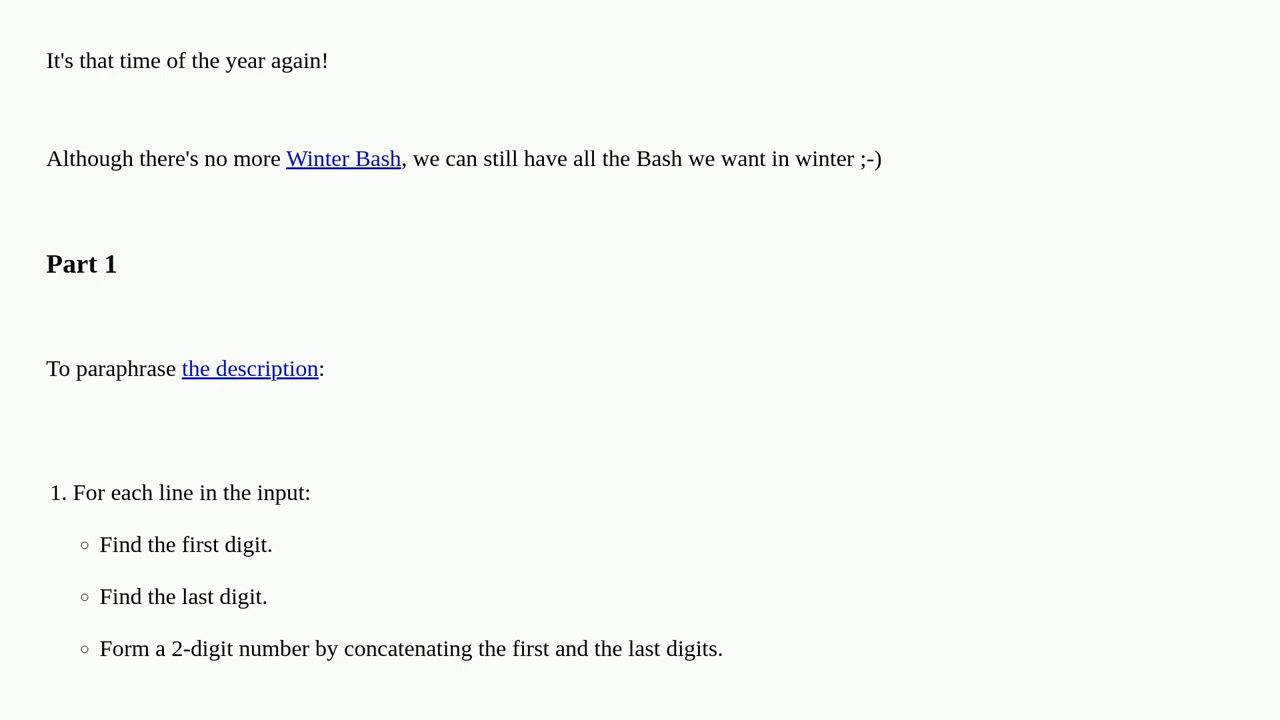 It's that time of the year again!
Although there's no more Winter Bash, we can still have all the Bash we want in winter ;-)
Part 1
To paraphrase the description:
1. For each line in the input:
○ Find the first digit.
○ Find the last digit.
○ Form a 2-digit number by concatenating the first and the last digits.